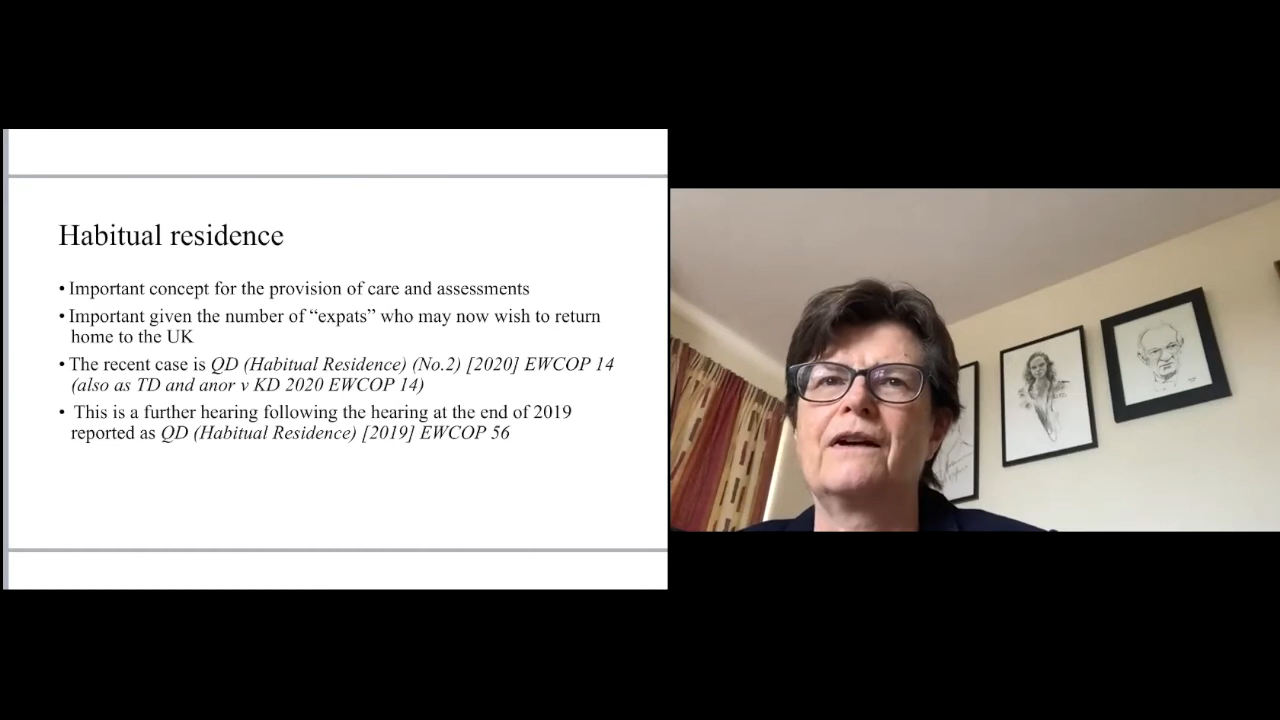 Habitual residence
• Important concept for the provision of care and assessments
• Important given the number of “expats” who may now wish to return
home to the UK
• The recent case is QD (Habitual Residence) (No.2) [2020] EWCOP 14
(also as TD and anor v KD 2020 EWCOP 14)
• This is a further hearing following the hearing at the end of 2019
reported as QD (Habitual Residence) [2019] EWCOP 56